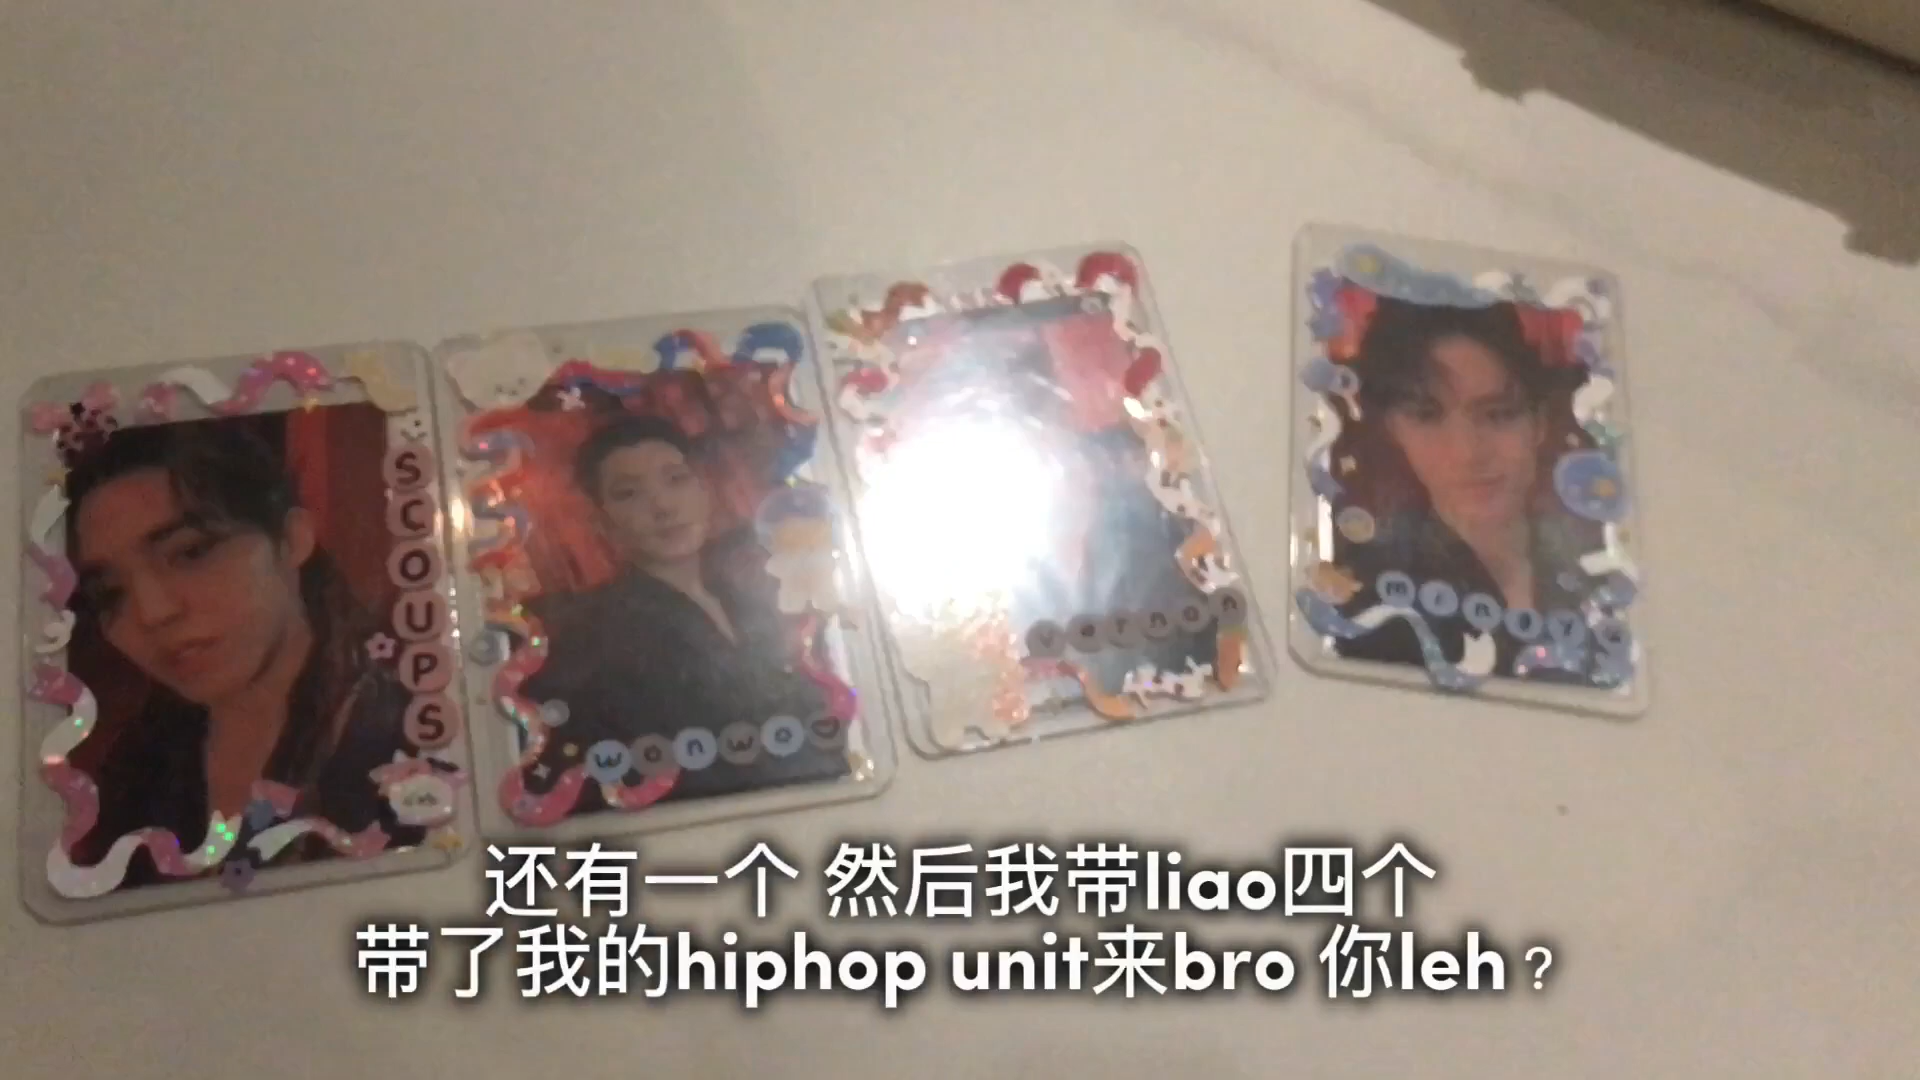 SCOUPS
wonwoo
vernon
mingyu
还有一个 然后我带liao四个
带了我的hiphop unit来bro 你leh？